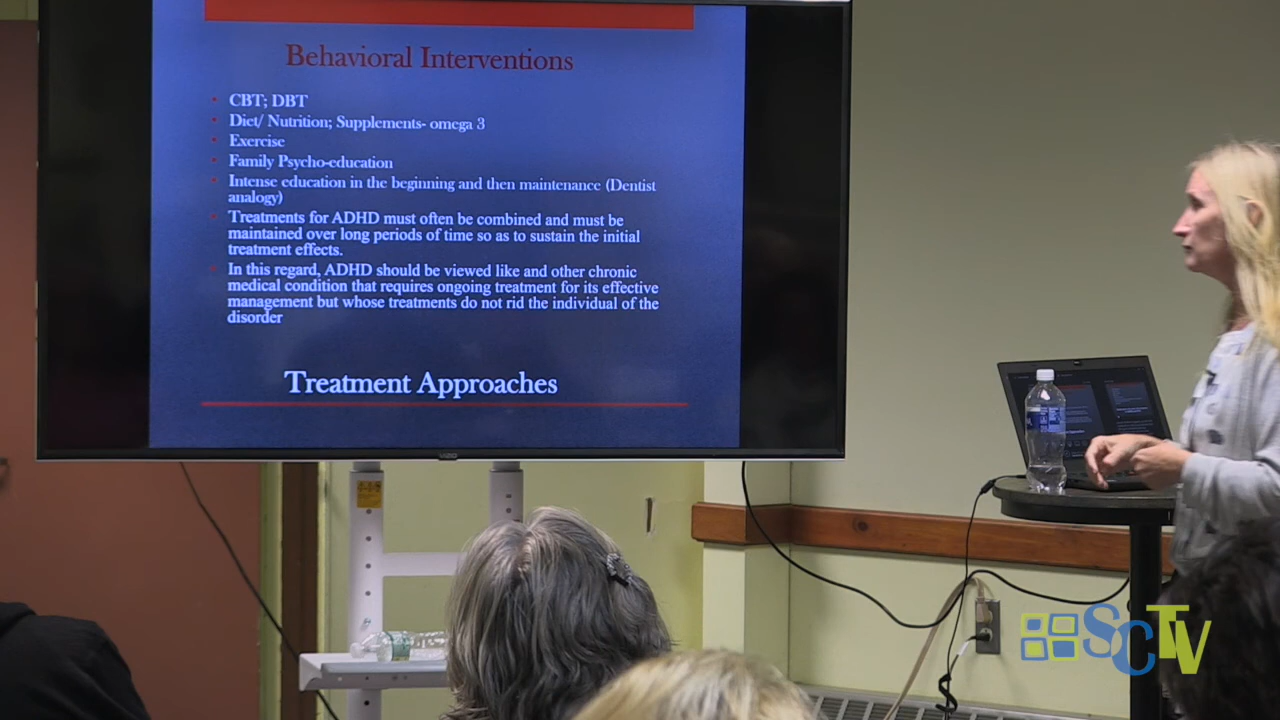 Behavioral Interventions
• CBT; DBT
• Diet/ Nutrition; Supplements- omega 3
• Exercise
• Family Psycho-education
• Intense education in the beginning and then maintenance (Dentist
analogy)
• Treatments for ADHD must often be combined and must be
maintained over long periods of time so as to sustain the initial
treatment effects.
• In this regard, ADHD should be viewed like and other chronic
medical condition that requires ongoing treatment for its effective
management but whose treatments do not rid the individual of the
disorder
Treatment Approaches
VIZIO
SCTV